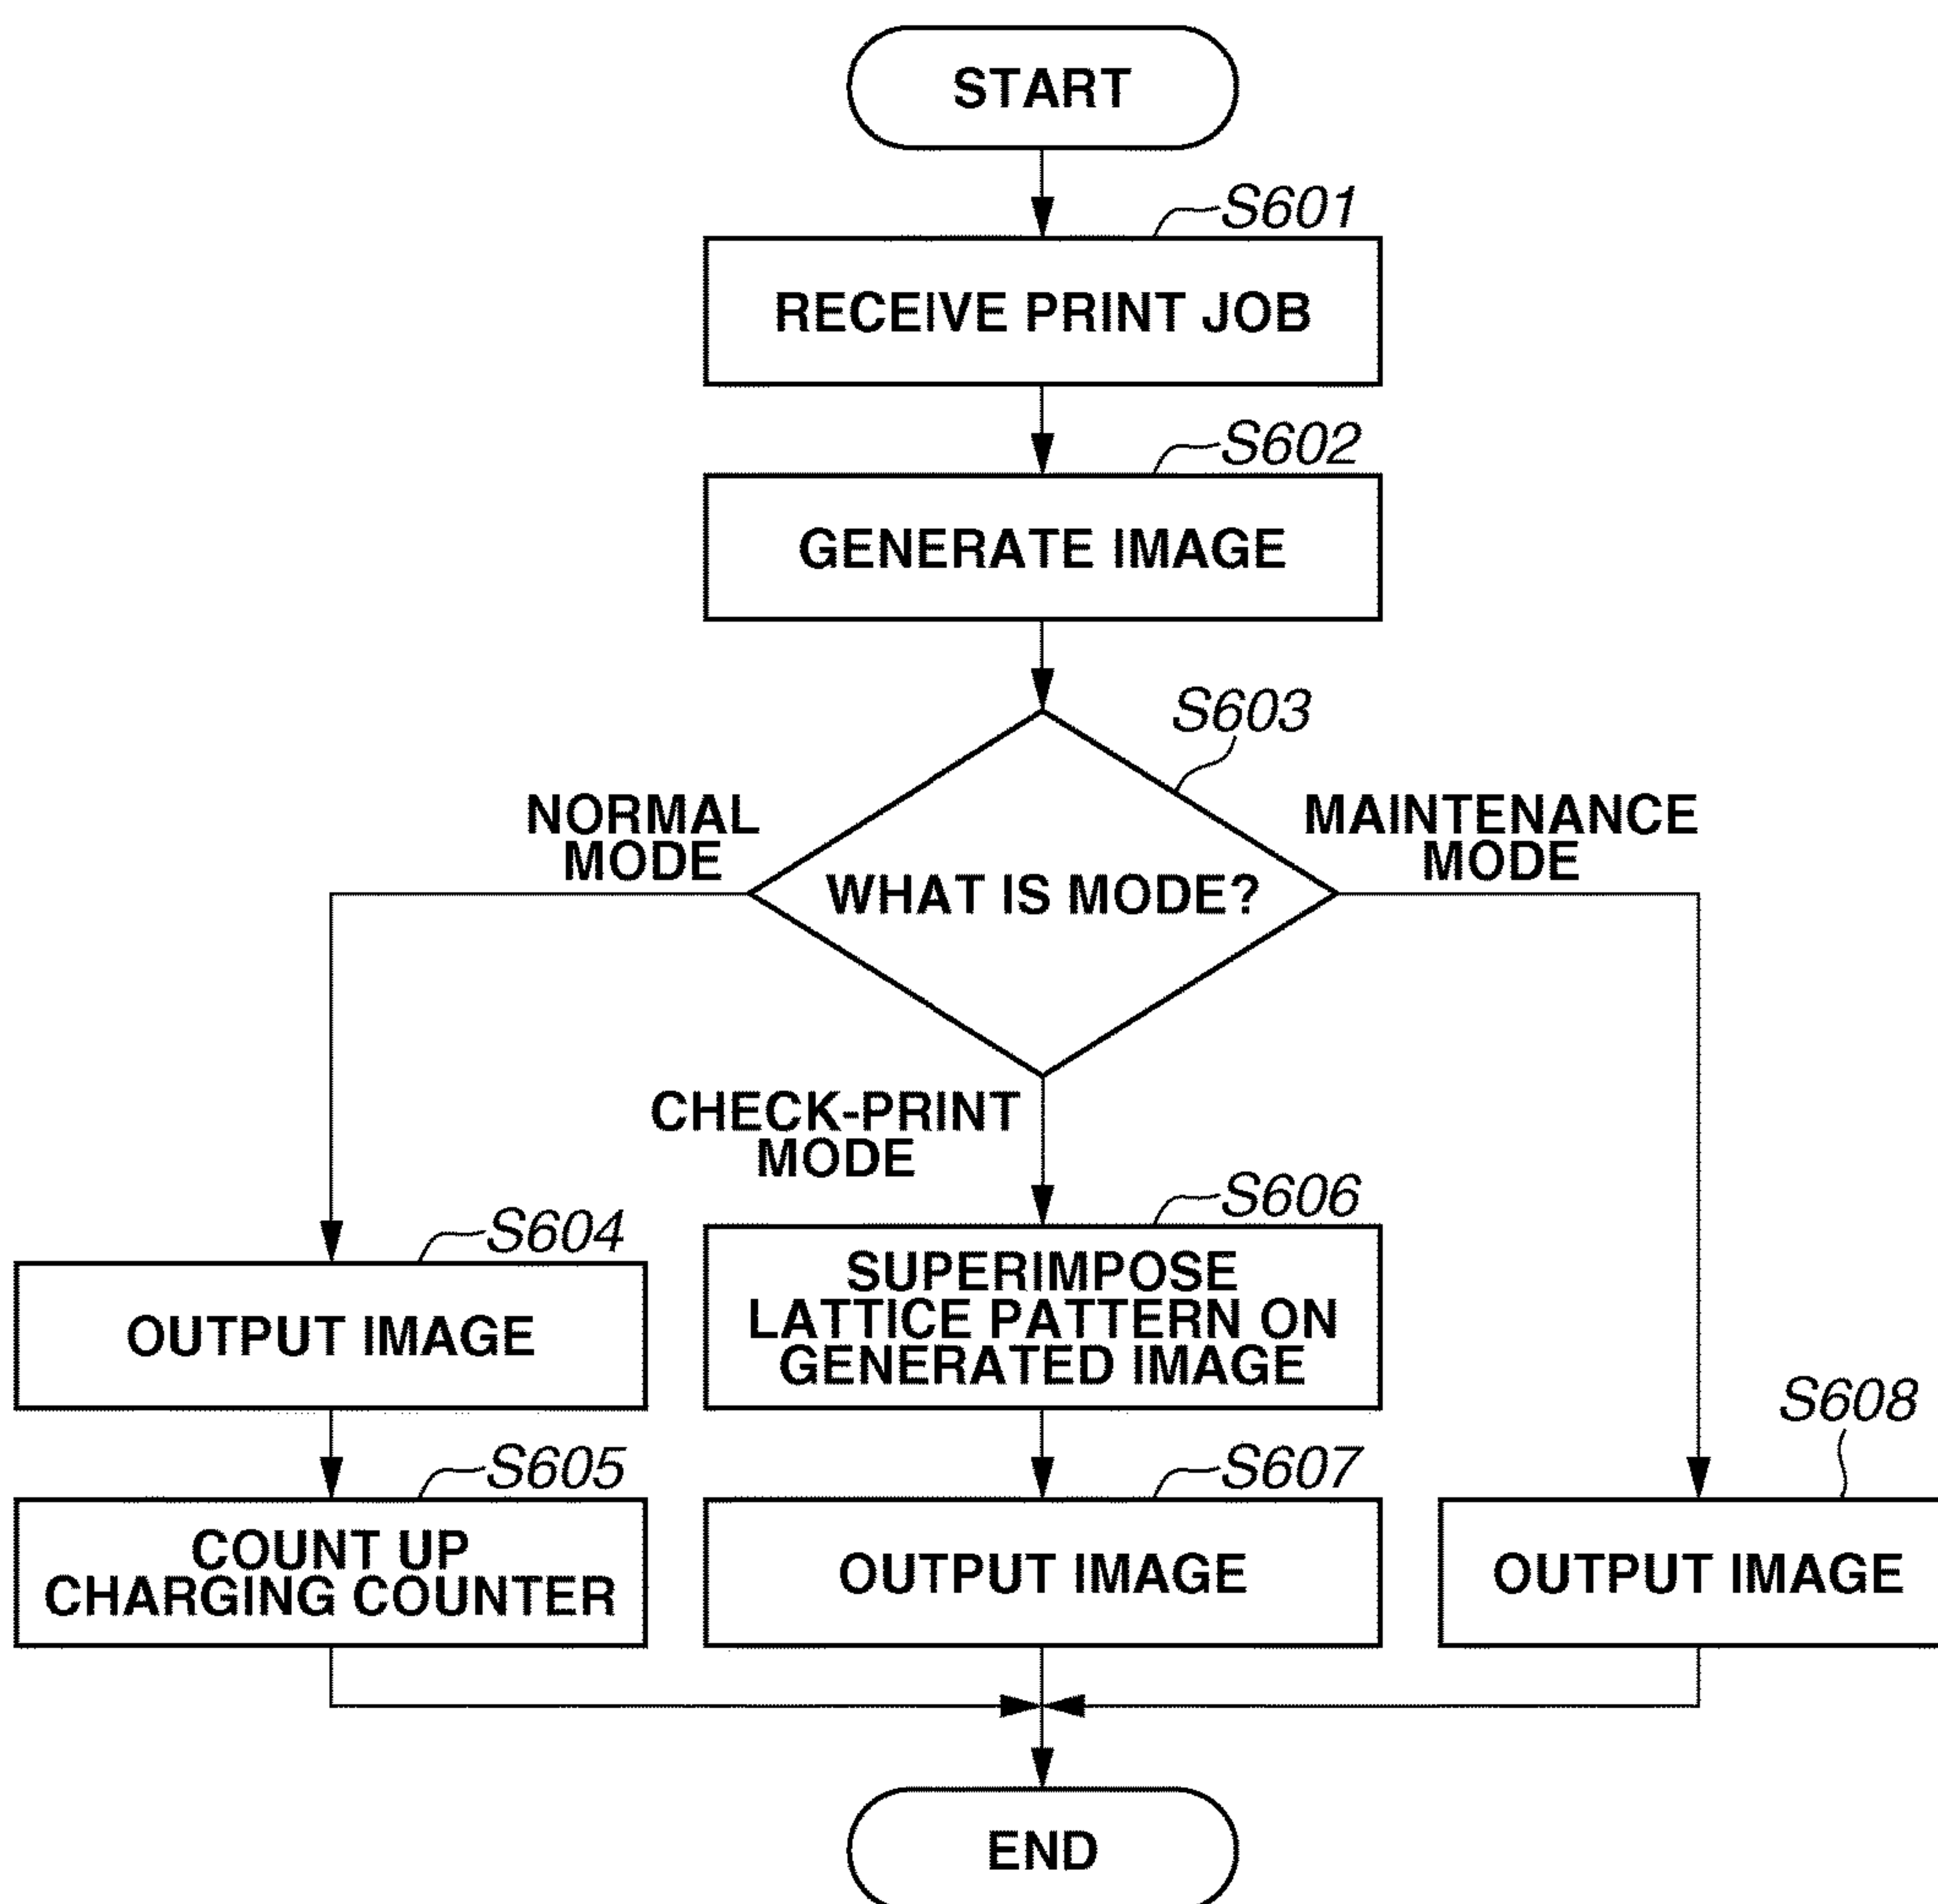 START
S601
RECEIVE PRINT JOB
S602
GENERATE IMAGE
S603
NORMAL
MODE
MAINTENANCE
MODE
WHAT IS MODE?
CHECK-PRINT
MODE
S604
OUTPUT IMAGE
S606
SUPERIMPOSE
LATTICE PATTERN ON
GENERATED IMAGE
S605
COUNT UP
CHARGING COUNTER
S607
OUTPUT IMAGE
S608
OUTPUT IMAGE
END